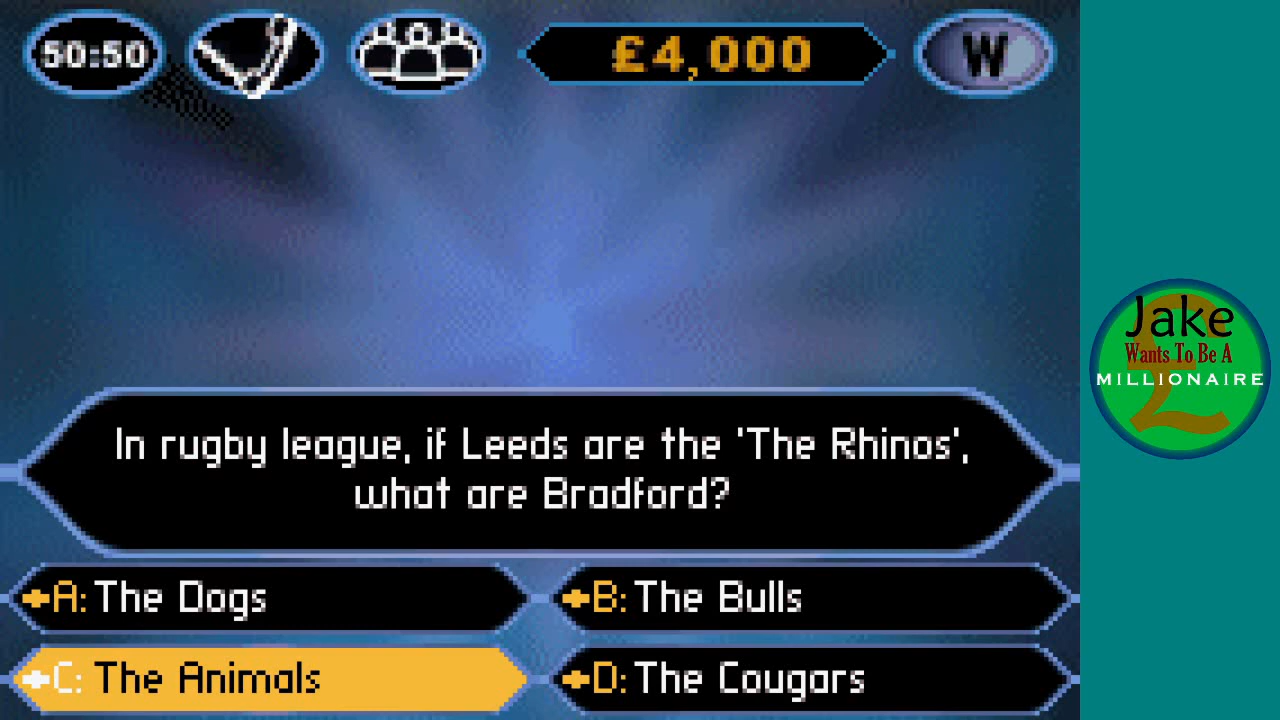 50:50
£4,000
W
In rugby league, if Leeds are the 'The Rhinos',
what are Bradford?
A: The Dogs
B: The Bulls
C: The Animals
D: The Cougars
Jake
Wants To Be A
MILLIONAIRE
£